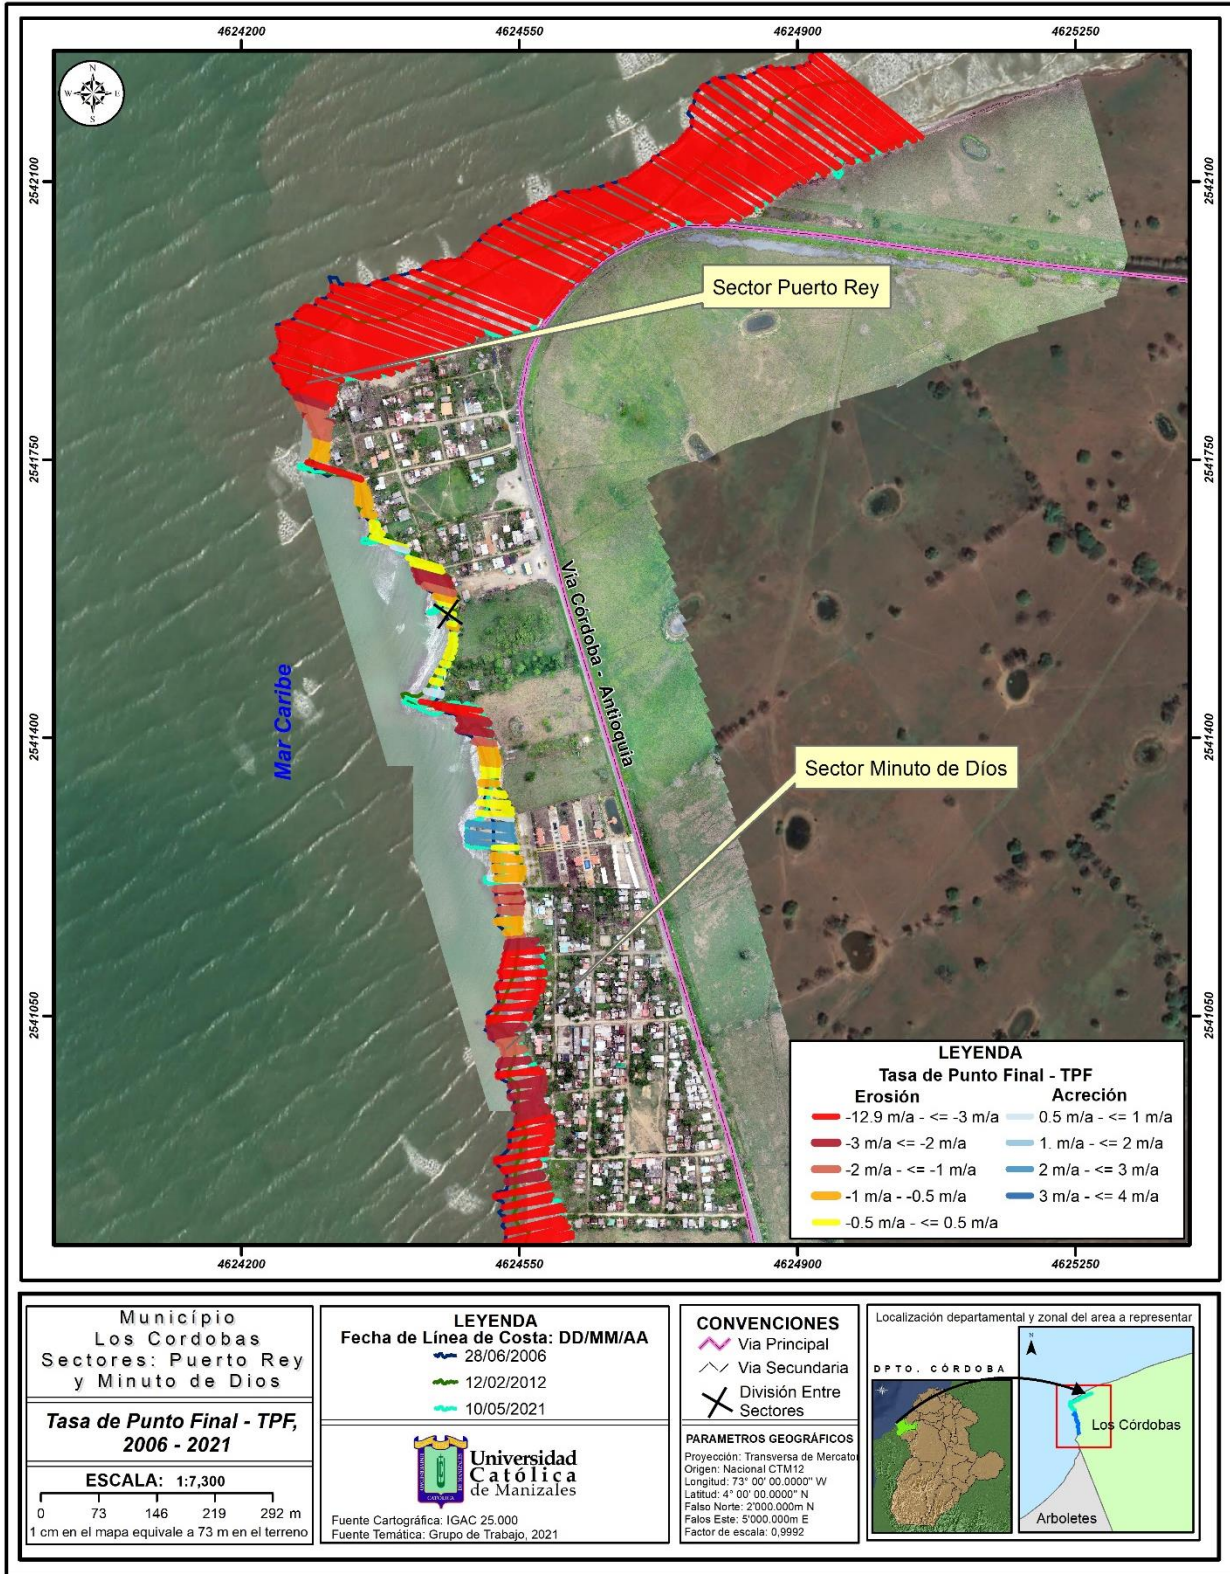 4624200
4624550
4624900
4625250
N
W
E
S
2542100
2542100
Sector Puerto Rey
2541750
2541750
Via Córdoba - Antioquia
Mar Caribe
2541400
2541400
Sector Minuto de Díos
2541050
2541050
LEYENDA
Tasa de Punto Final - TPF
Erosión
Acreción
-12.9 m/a - <= -3 m/a
0.5 m/a - <= 1 m/a
-3 m/a <= -2 m/a
1. m/a - <= 2 m/a
-2 m/a - <= -1 m/a
2 m/a - <= 3 m/a
-1 m/a - -0.5 m/a
3 m/a - <= 4 m/a
-0.5 m/a - <= 0.5 m/a
4624200
4624550
4624900
4625250
Município
Los Cordobas
Sectores: Puerto Rey
y Minuto de Dios
Tasa de Punto Final - TPF,
2006 - 2021
ESCALA: 1:7,300
0 73 146 219 292 m
1 cm en el mapa equivale a 73 m en el terreno
LEYENDA
Fecha de Línea de Costa: DD/MM/AA
28/06/2006
12/02/2012
10/05/2021
Universidad
Católica
de Manizales
Fuente Cartográfica: IGAC 25.000
Fuente Temática: Grupo de Trabajo, 2021
CONVENCIONES
Via Principal
Via Secundaria
División Entre
Sectores
PARAMETROS GEOGRÁFICOS
Proyección: Transversa de Mercator
Origen: Nacional CTM12
Longitud: 73° 00' 00.0000" W
Latitud: 4° 00' 00.0000" N
Falso Norte: 2'000.000m N
Falos Este: 5'000.000m E
Factor de escala: 0,9992
Localización departamental y zonal del area a representar
DPTO. CÓRDOBA
N
Los Córdobas
Arboletes